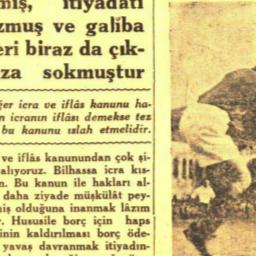 mış, itiyadatı
zmuş ve galiba
eri biraz da çık-
za sokmuştur
ğer icra ve iflâs kanunu ha-
n icranın iflâsı demekse tez
bu kanunu ıslah etmelidir.
ve iflâs kanunundan çok şi-
alıyoruz. Bilhassa icra kıs-
n. Bu kanun ile hakları al-
daha ziyade müşkülât pey-
miş olduğuna inanmak lâzım
r. Hususile borç için haps
inin kaldırılması borç öde-
yavaş davranmak itiyadın-